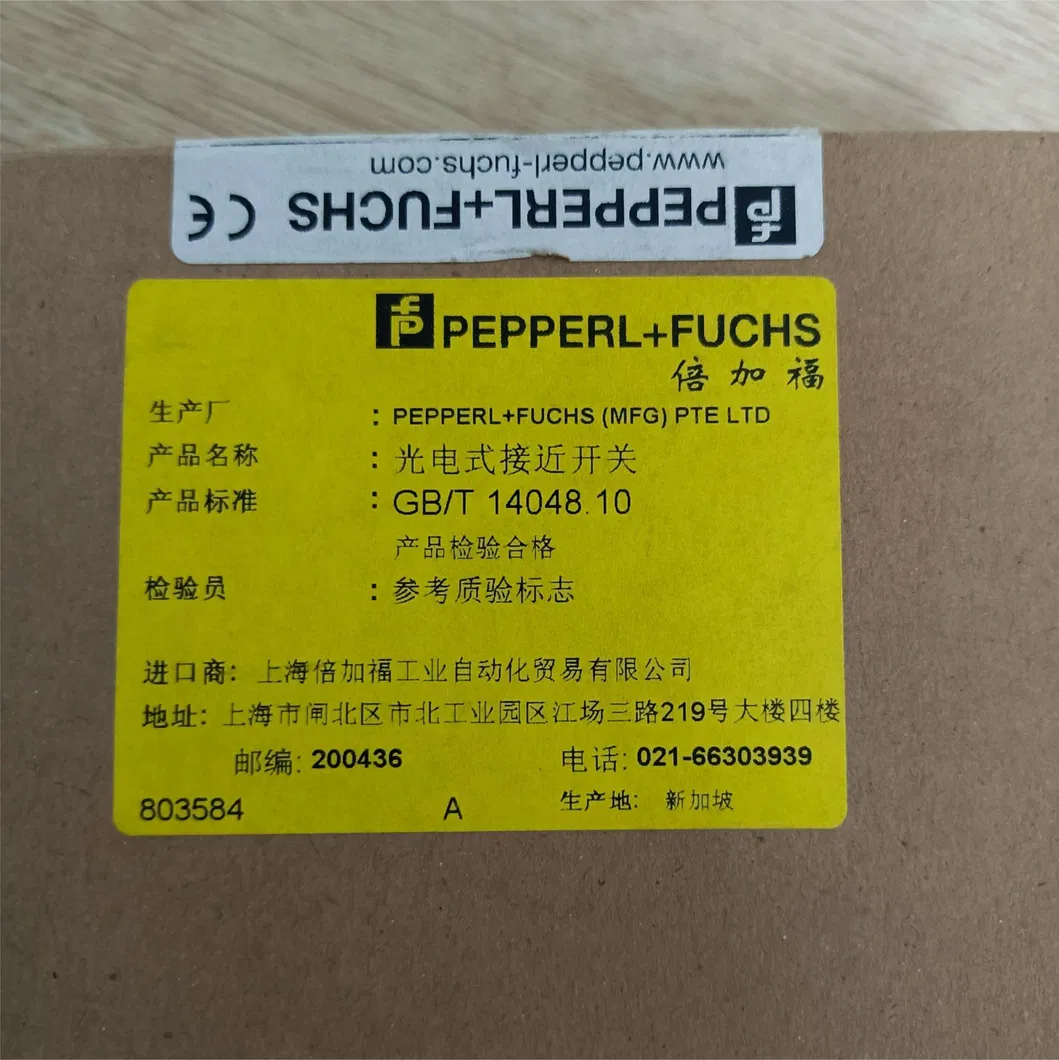 www.pepperl-fuchs.com
PEPPERL+FUCHS CE
PEPPERL+FUCHS
倍加福
生产厂 : PEPPERL+FUCHS (MFG) PTE LTD
产品名称 : 光电式接近开关
产品标准 : GB/T 14048.10
产品检验合格
检验员 : 参考质验标志
进口商: 上海倍加福工业自动化贸易有限公司
地址: 上海市闸北区市北工业园区江场三路219号大楼四楼
邮编: 200436 电话: 021-66303939
803584 A 生产地: 新加坡